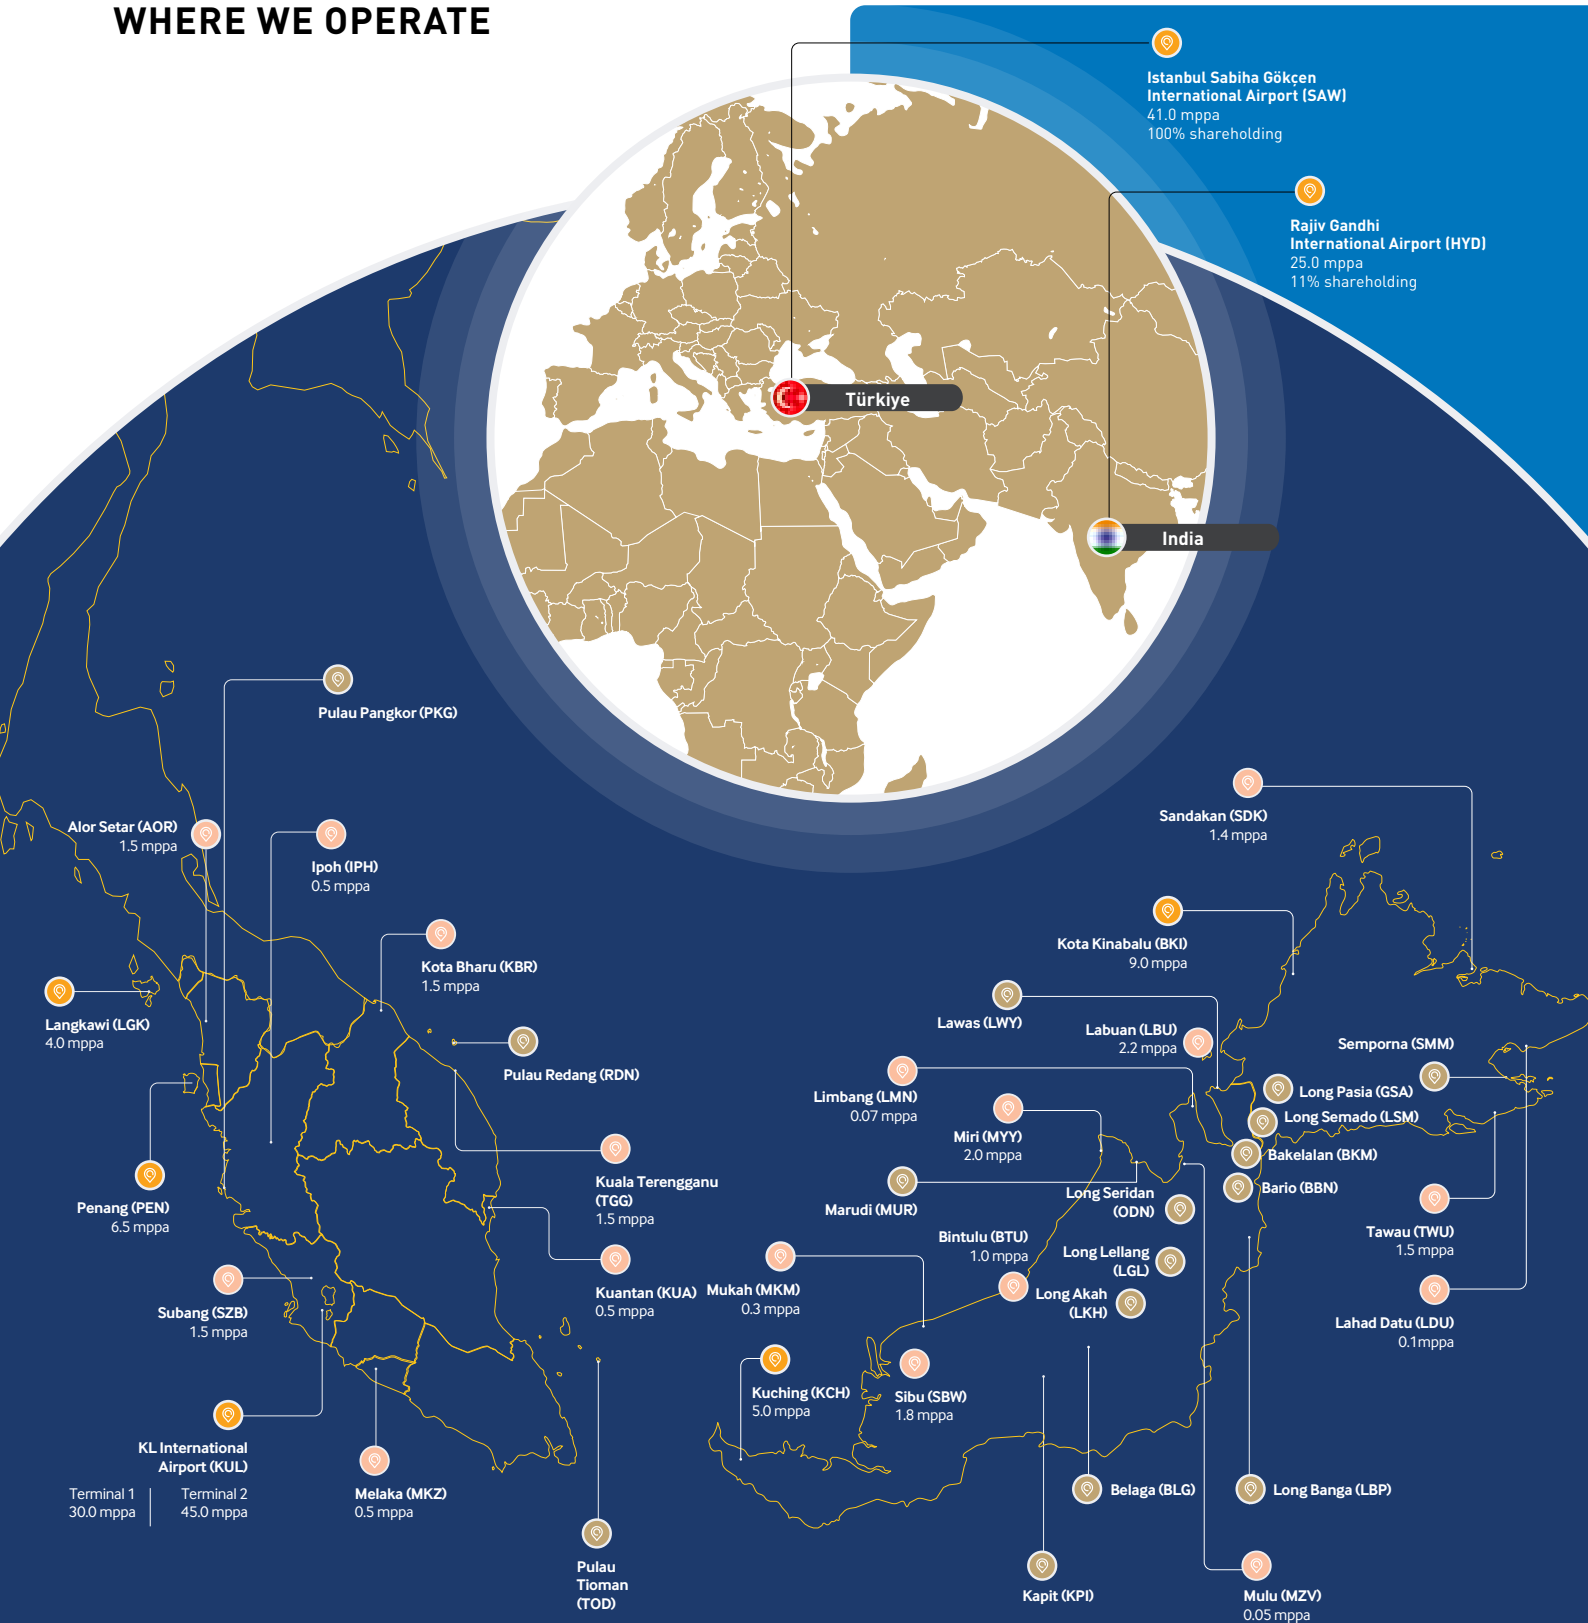 WHERE WE OPERATE
Istanbul Sabiha Gökçen
International Airport (SAW)
41.0 mppa
100% shareholding
Rajiv Gandhi
International Airport (HYD)
25.0 mppa
11% shareholding
Türkiye
India
Pulau Pangkor (PKG)
Alor Setar (AOR)
1.5 mppa
Ipoh (IPH)
0.5 mppa
Kota Bharu (KBR)
1.5 mppa
Langkawi (LGK)
4.0 mppa
Pulau Redang (RDN)
Penang (PEN)
6.5 mppa
Kuala Terengganu
(TGG)
1.5 mppa
Kuantan (KUA)
0.5 mppa
Subang (SZB)
1.5 mppa
KL International
Airport (KUL)
Terminal 1
30.0 mppa
Terminal 2
45.0 mppa
Melaka (MKZ)
0.5 mppa
Pulau
Tioman
(TOD)
Sandakan (SDK)
1.4 mppa
Kota Kinabalu (BKI)
9.0 mppa
Lawas (LWY)
Labuan (LBU)
2.2 mppa
Semporna (SMM)
Limbang (LMN)
0.07 mppa
Long Pasia (GSA)
Long Semado (LSM)
Miri (MYY)
2.0 mppa
Bakelalan (BKM)
Bario (BBN)
Marudi (MUR)
Long Seridan
(ODN)
Tawau (TWU)
1.5 mppa
Bintulu (BTU)
1.0 mppa
Long Lellang
(LGL)
Mukah (MKM)
0.3 mppa
Long Akah
(LKH)
Lahad Datu (LDU)
0.1mppa
Kuching (KCH)
5.0 mppa
Sibu (SBW)
1.8 mppa
Belaga (BLG)
Long Banga (LBP)
Kapit (KPI)
Mulu (MZV)
0.05 mppa